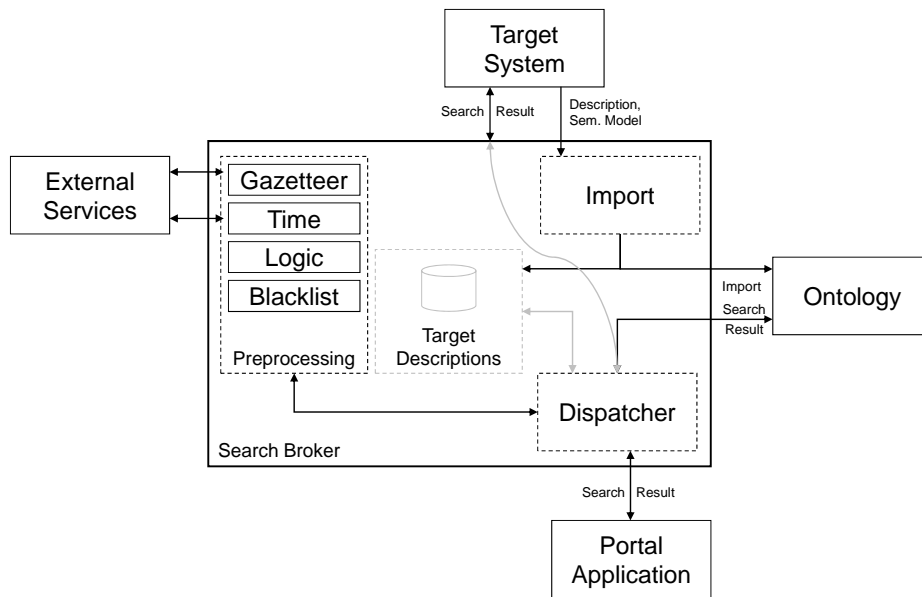 Target
System
Search
Result
Description,
Sem. Model
External
Services
Gazetteer
Time
Logic
Blacklist
Preprocessing
Import
Target
Descriptions
Import
Search
Result
Ontology
Dispatcher
Search Broker
Search
Result
Portal
Application